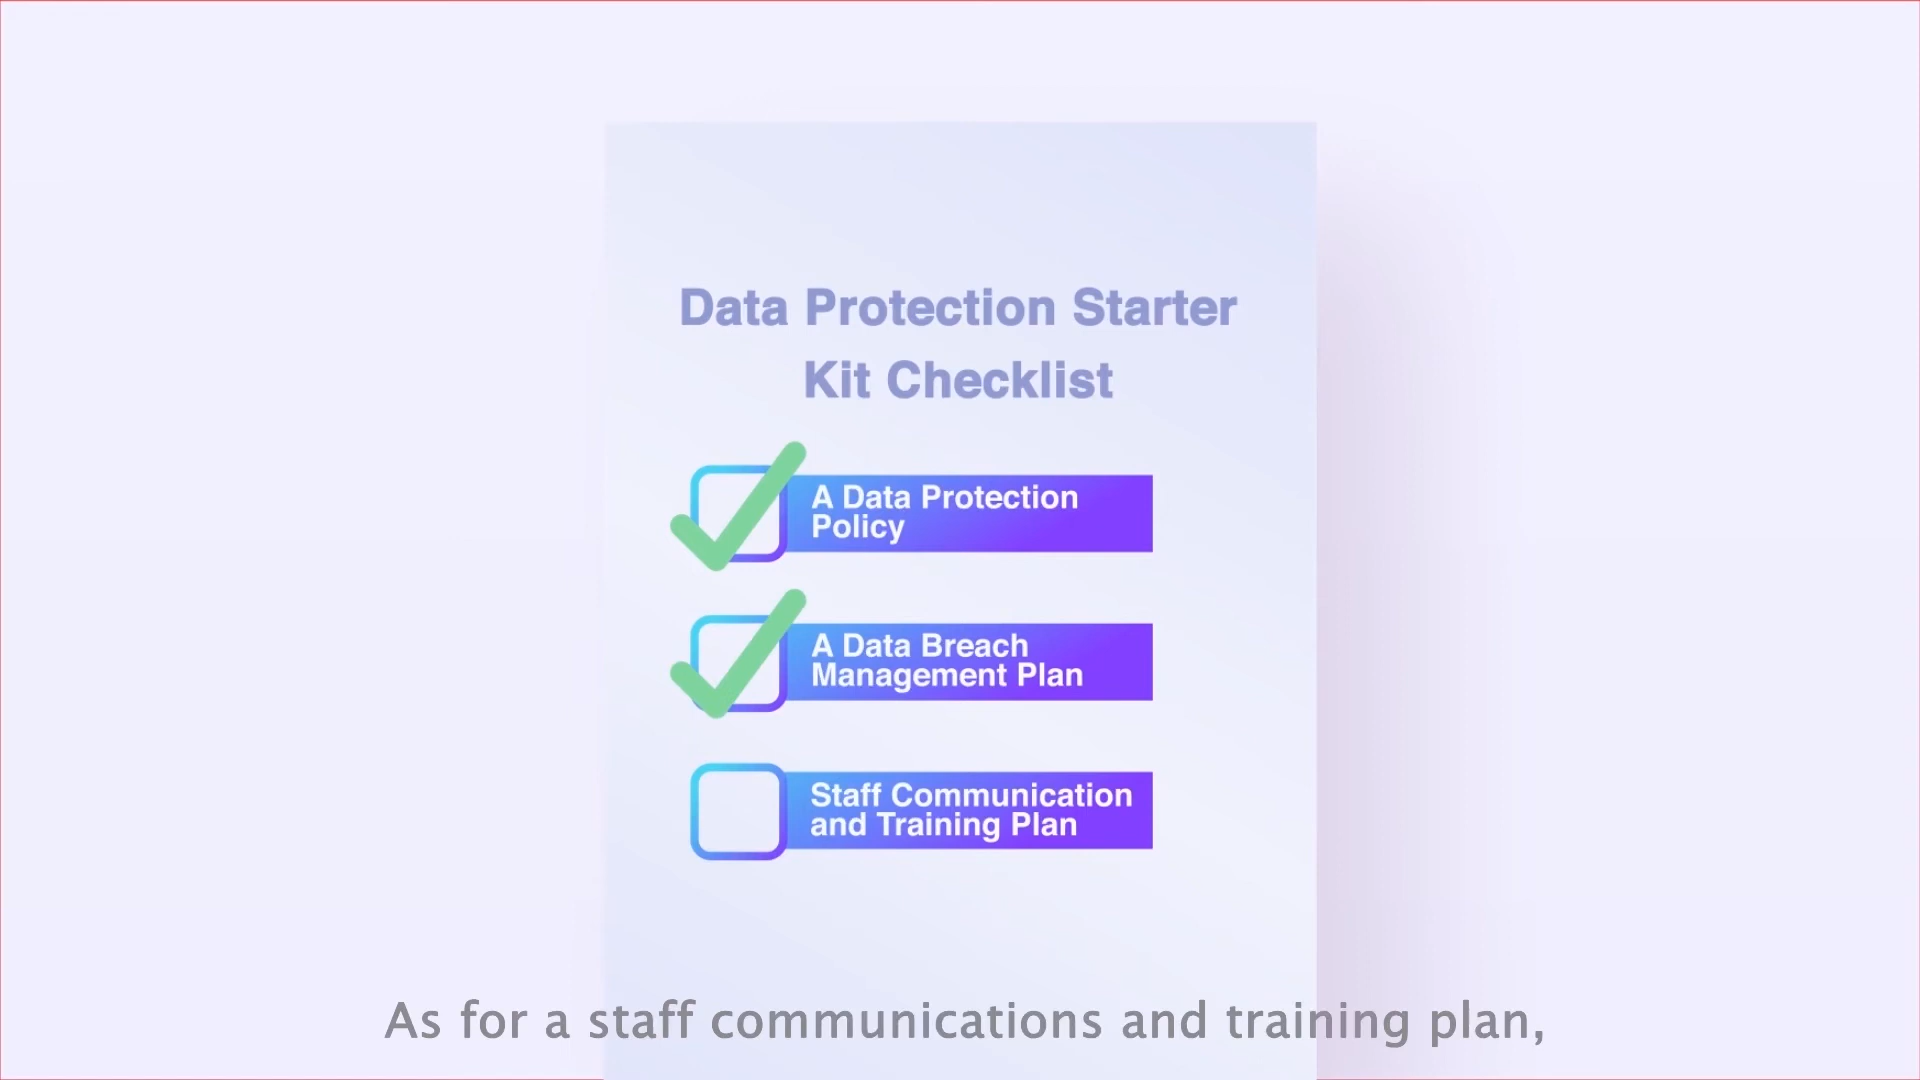 Data Protection Starter
Kit Checklist
A Data Protection
Policy
A Data Breach
Management Plan
Staff Communication
and Training Plan
As for a staff communications and training plan,